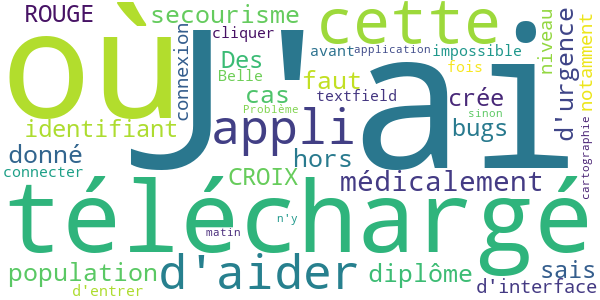 ROUGE
secourisme
cette
où
J'ai
connexion
cliquer
avant
application
impossible
niveau
d'urgence
notamment
Des
Belle
cas
Problème
faut
fois
textfield
crée
sinon
identifiant
appli
bugs
cartographie
donné
hors
connecter
CROIX
médicalement
téléchargé
n'y
matin
population
d'aider
diplôme
sais
d'entrer
d'interface